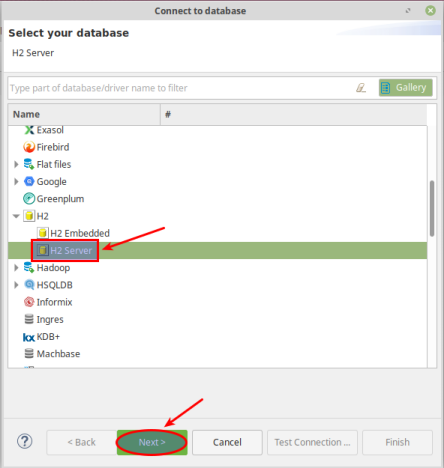 Connect to database
Select your database
H2 Server
Type part of database/driver name to filter
Gallery
Name #
Exasol
Firebird
Flat files
Google
Greenplum
H2
H2 Embedded
H2 Server
Hadoop
HSQLDB
Informix
Ingres
KX KDB+
Machbase
? < Back Next > Cancel Test Connection ... Finish